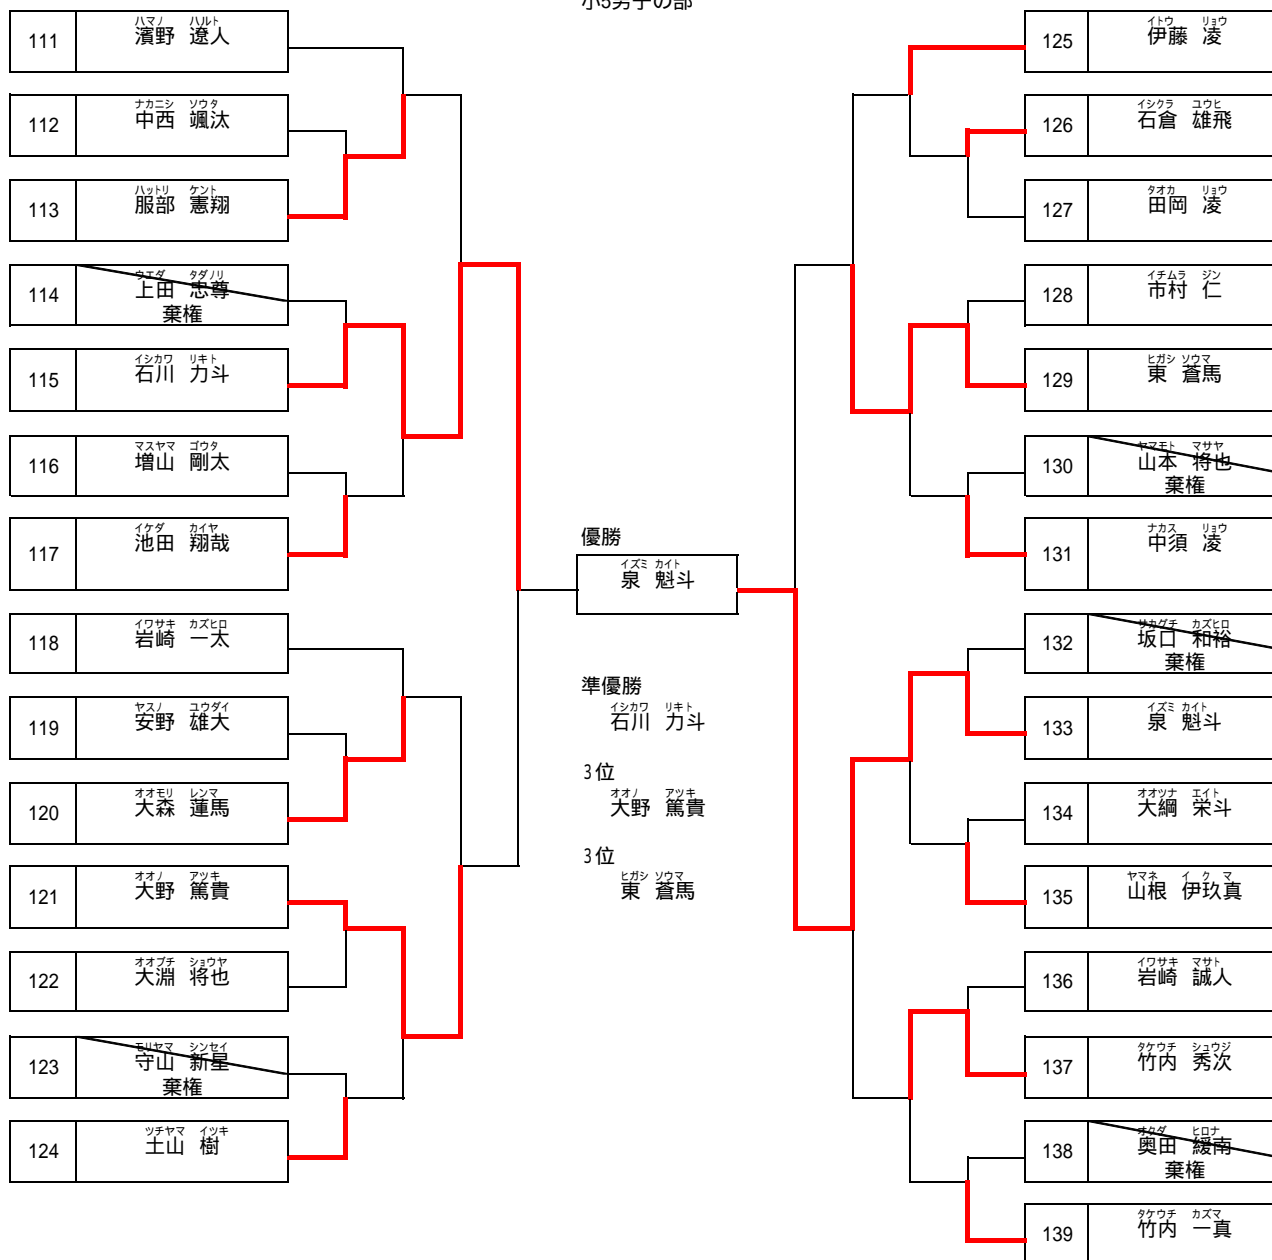 小5男子の部
111
ハマノ ハルト
濱野 遼人
112
ナカニシ ソウタ
中西 颯汰
113
ハットリ ケント
服部 憲翔
114
ウエダ タダノリ
上田 忠尊
棄権
115
イシカワ リキト
石川 力斗
116
マスヤマ ゴウタ
増山 剛太
117
イケダ カイヤ
池田 翔哉
118
イワサキ カズヒロ
岩崎 一太
119
ヤスノ ユウダイ
安野 雄大
120
オオモリ レンマ
大森 蓮馬
121
オオノ アツキ
大野 篤貴
122
オオブチ ショウヤ
大淵 将也
123
モリヤマ シンセイ
守山 新星
棄権
124
ツチヤマ イツキ
土山 樹
優勝
イズミ カイト
泉 魁斗
準優勝
イシカワ リキト
石川 力斗
3位
オオノ アツキ
大野 篤貴
3位
ヒガシ ソウマ
東 蒼馬
125
イトウ リョウ
伊藤 凌
126
イシクラ ユウヒ
石倉 雄飛
127
タオカ リョウ
田岡 凌
128
イチムラ ジン
市村 仁
129
ヒガシ ソウマ
東 蒼馬
130
ヤマモト マサヤ
山本 将也
棄権
131
ナカス リョウ
中須 凌
132
サカグチ カズヒロ
坂口 和裕
棄権
133
イズミ カイト
泉 魁斗
134
オオツナ エイト
大綱 栄斗
135
ヤマネ イクマ
山根 伊玖真
136
イワサキ マサト
岩崎 誠人
137
タケウチ シュウジ
竹内 秀次
138
オクダ ヒロナ
奥田 緩南
棄権
139
タケウチ カズマ
竹内 一真